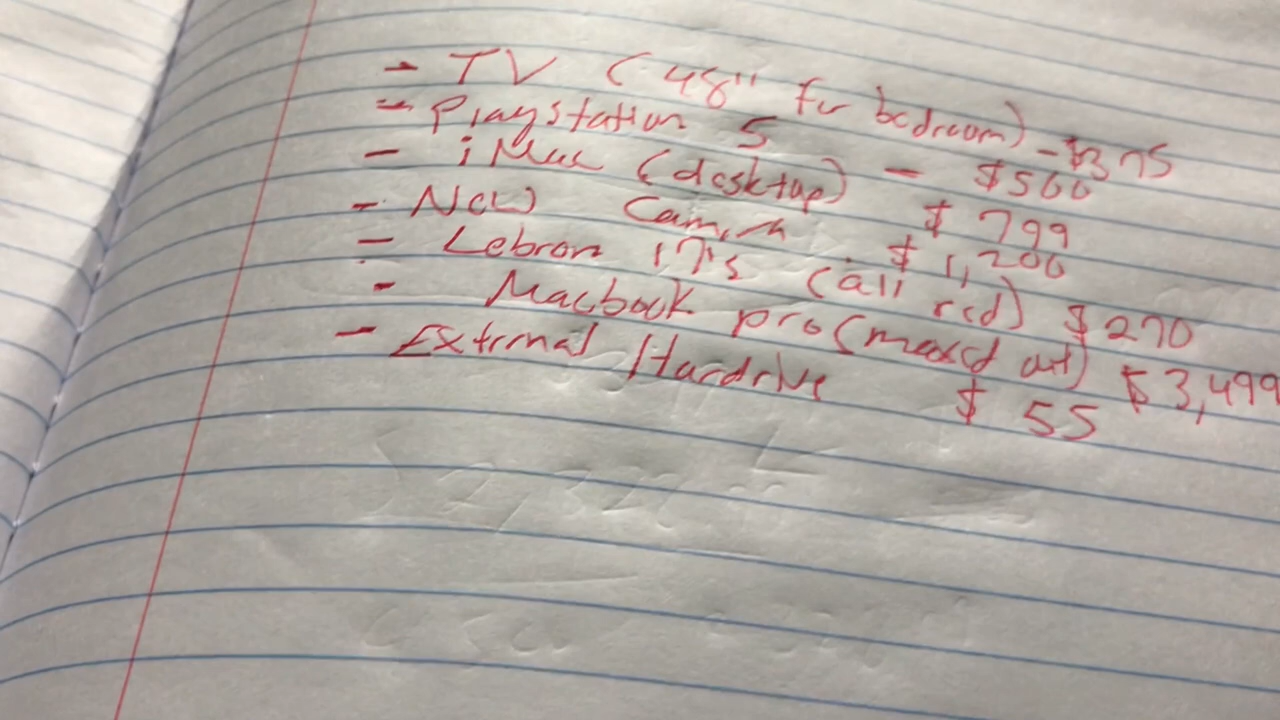 - TV (48" for bedroom) - $375
- Playstation 5 - $500
- iMac (desktop) $799
- New Camera $1,200
- Lebron 17's (all red) $270
- Macbook pro (maxed out) $3,499
- External Hardrive $55